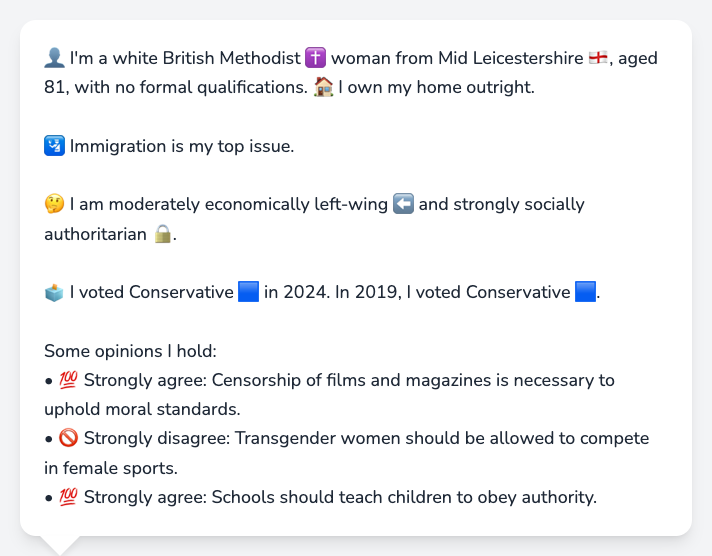 👤 I'm a white British Methodist ✝️ woman from Mid Leicestershire 🏴󠁧󠁢󠁥󠁮󠁧󠁿, aged
81, with no formal qualifications. 🏠 I own my home outright.
🛂 Immigration is my top issue.
🤔 I am moderately economically left-wing ⬅️ and strongly socially
authoritarian 🔒.
🗳️ I voted Conservative 🟦 in 2024. In 2019, I voted Conservative 🟦.
Some opinions I hold:
• 💯 Strongly agree: Censorship of films and magazines is necessary to
uphold moral standards.
• 🚫 Strongly disagree: Transgender women should be allowed to compete
in female sports.
• 💯 Strongly agree: Schools should teach children to obey authority.